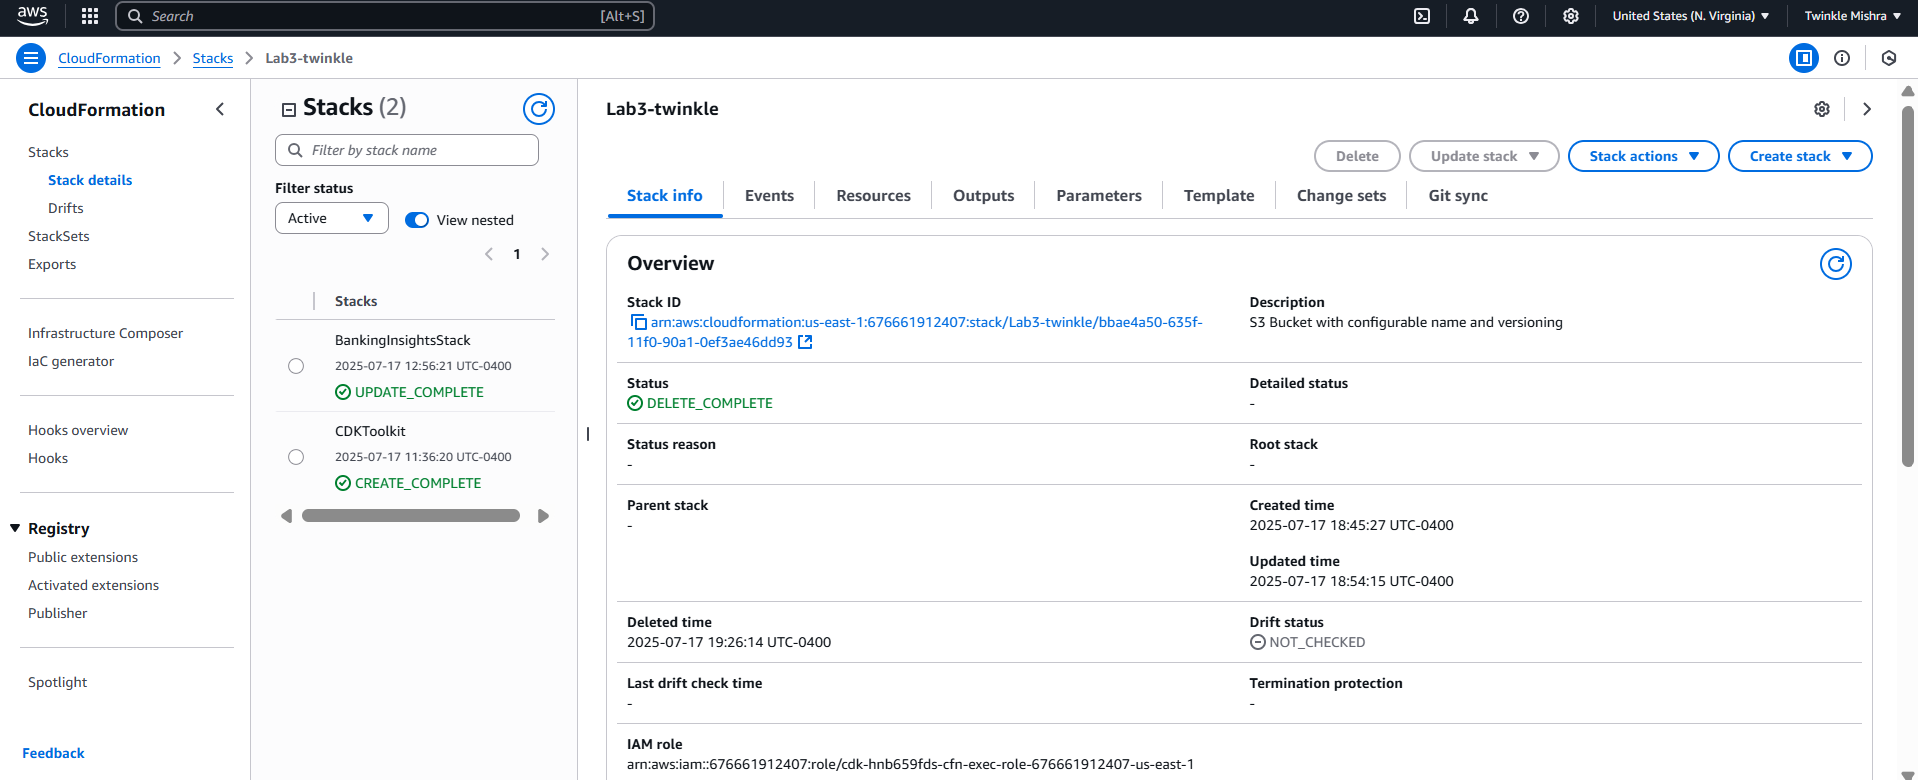 aws
Search
[Alt+S]
United States (N. Virginia)
Twinkle Mishra
CloudFormation
Stacks
Lab3-twinkle
CloudFormation
Stacks
Stack details
Drifts
StackSets
Exports
Infrastructure Composer
IaC generator
Hooks overview
Hooks
Registry
Public extensions
Activated extensions
Publisher
Spotlight
Feedback
Stacks (2)
Filter by stack name
Filter status
Active
View nested
1
Stacks
BankingInsightsStack
2025-07-17 12:56:21 UTC-0400
UPDATE_COMPLETE
CDKToolkit
2025-07-17 11:36:20 UTC-0400
CREATE_COMPLETE
Lab3-twinkle
Delete
Update stack
Stack actions
Create stack
Stack info
Events
Resources
Outputs
Parameters
Template
Change sets
Git sync
Overview
Stack ID
arn:aws:cloudformation:us-east-1:676661912407:stack/Lab3-twinkle/bbae4a50-635f-
11f0-90a1-0ef3ae46dd93
Description
S3 Bucket with configurable name and versioning
Status
DELETE_COMPLETE
Detailed status
-
Status reason
-
Root stack
-
Parent stack
-
Created time
2025-07-17 18:45:27 UTC-0400
Updated time
2025-07-17 18:54:15 UTC-0400
Deleted time
2025-07-17 19:26:14 UTC-0400
Drift status
NOT_CHECKED
Last drift check time
-
Termination protection
-
IAM role
arn:aws:iam::676661912407:role/cdk-hnb659fds-cfn-exec-role-676661912407-us-east-1